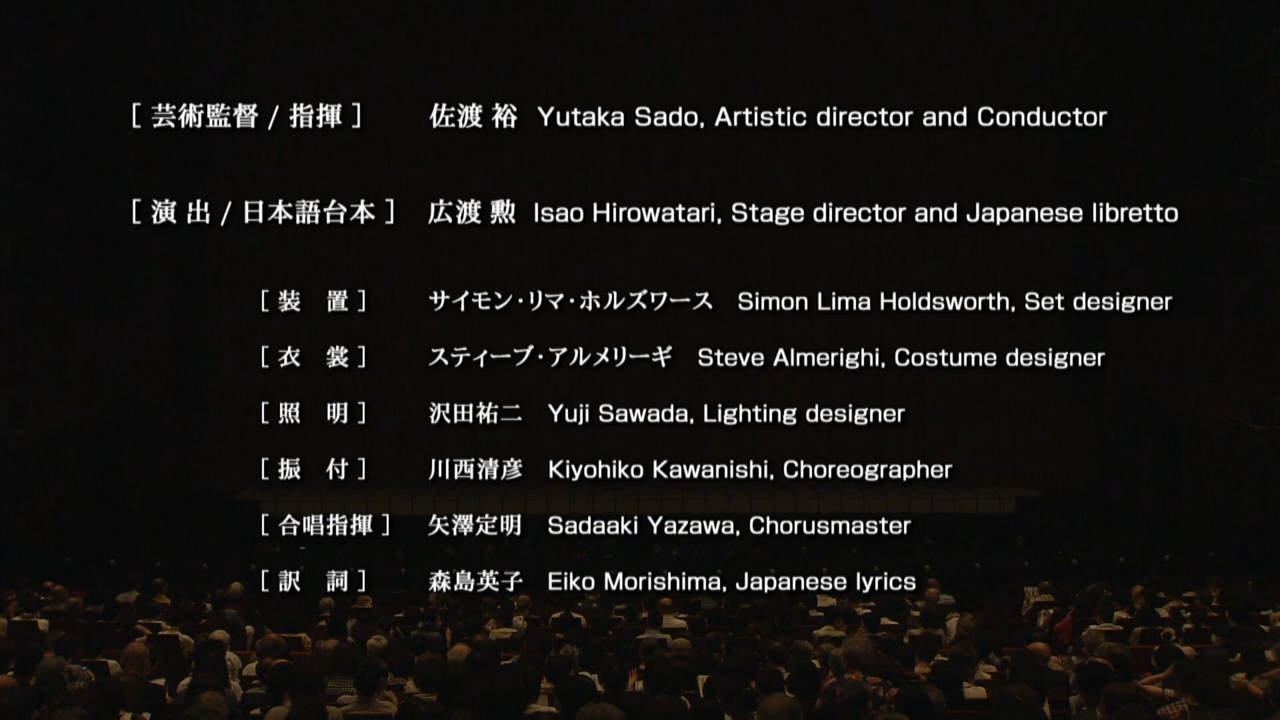 [ 芸術監督 / 指揮 ] 佐渡 裕 Yutaka Sado, Artistic director and Conductor
[ 演 出 / 日本語台本 ] 広渡 勲 Isao Hirowatari, Stage director and Japanese libretto
[ 装 置 ] サイモン・リマ・ホルズワース Simon Lima Holdsworth, Set designer
[ 衣 裳 ] スティーブ・アルメリーギ Steve Almerighi, Costume designer
[ 照 明 ] 沢田祐二 Yuji Sawada, Lighting designer
[ 振 付 ] 川西清彦 Kiyohiko Kawanishi, Choreographer
[ 合唱指揮 ] 矢澤定明 Sadaaki Yazawa, Chorusmaster
[ 訳 詞 ] 森島英子 Eiko Morishima, Japanese lyrics